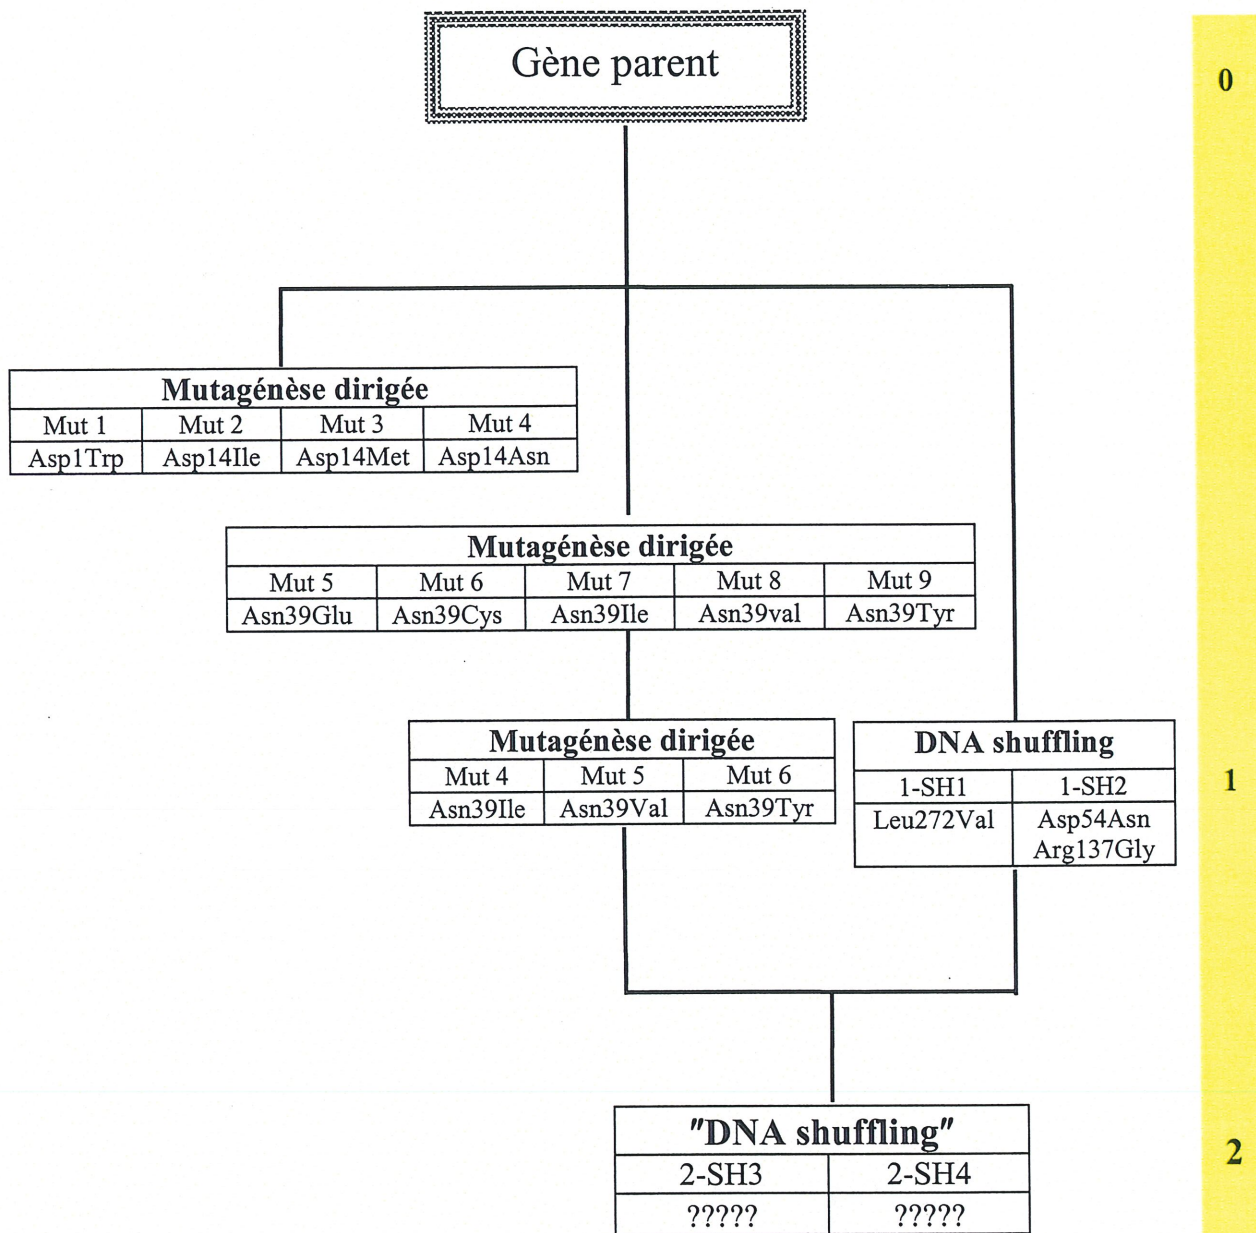 Gène parent
0
Mutagénèse dirigée
Mut 1 Mut 2 Mut 3 Mut 4
Asp1Trp Asp14Ile Asp14Met Asp14Asn
Mutagénèse dirigée
Mut 5 Mut 6 Mut 7 Mut 8 Mut 9
Asn39Glu Asn39Cys Asn39Ile Asn39val Asn39Tyr
Mutagénèse dirigée
Mut 4 Mut 5 Mut 6
Asn39Ile Asn39Val Asn39Tyr
DNA shuffling
1-SH1 1-SH2
Leu272Val Asp54Asn
Arg137Gly
1
"DNA shuffling"
2-SH3 2-SH4
????? ?????
2